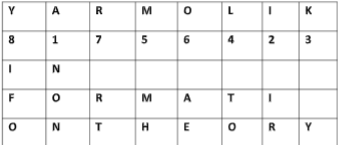 Y A R M O L I K
8 1 7 5 6 4 2 3
I N
F O R M A T I
O N T H E O R Y